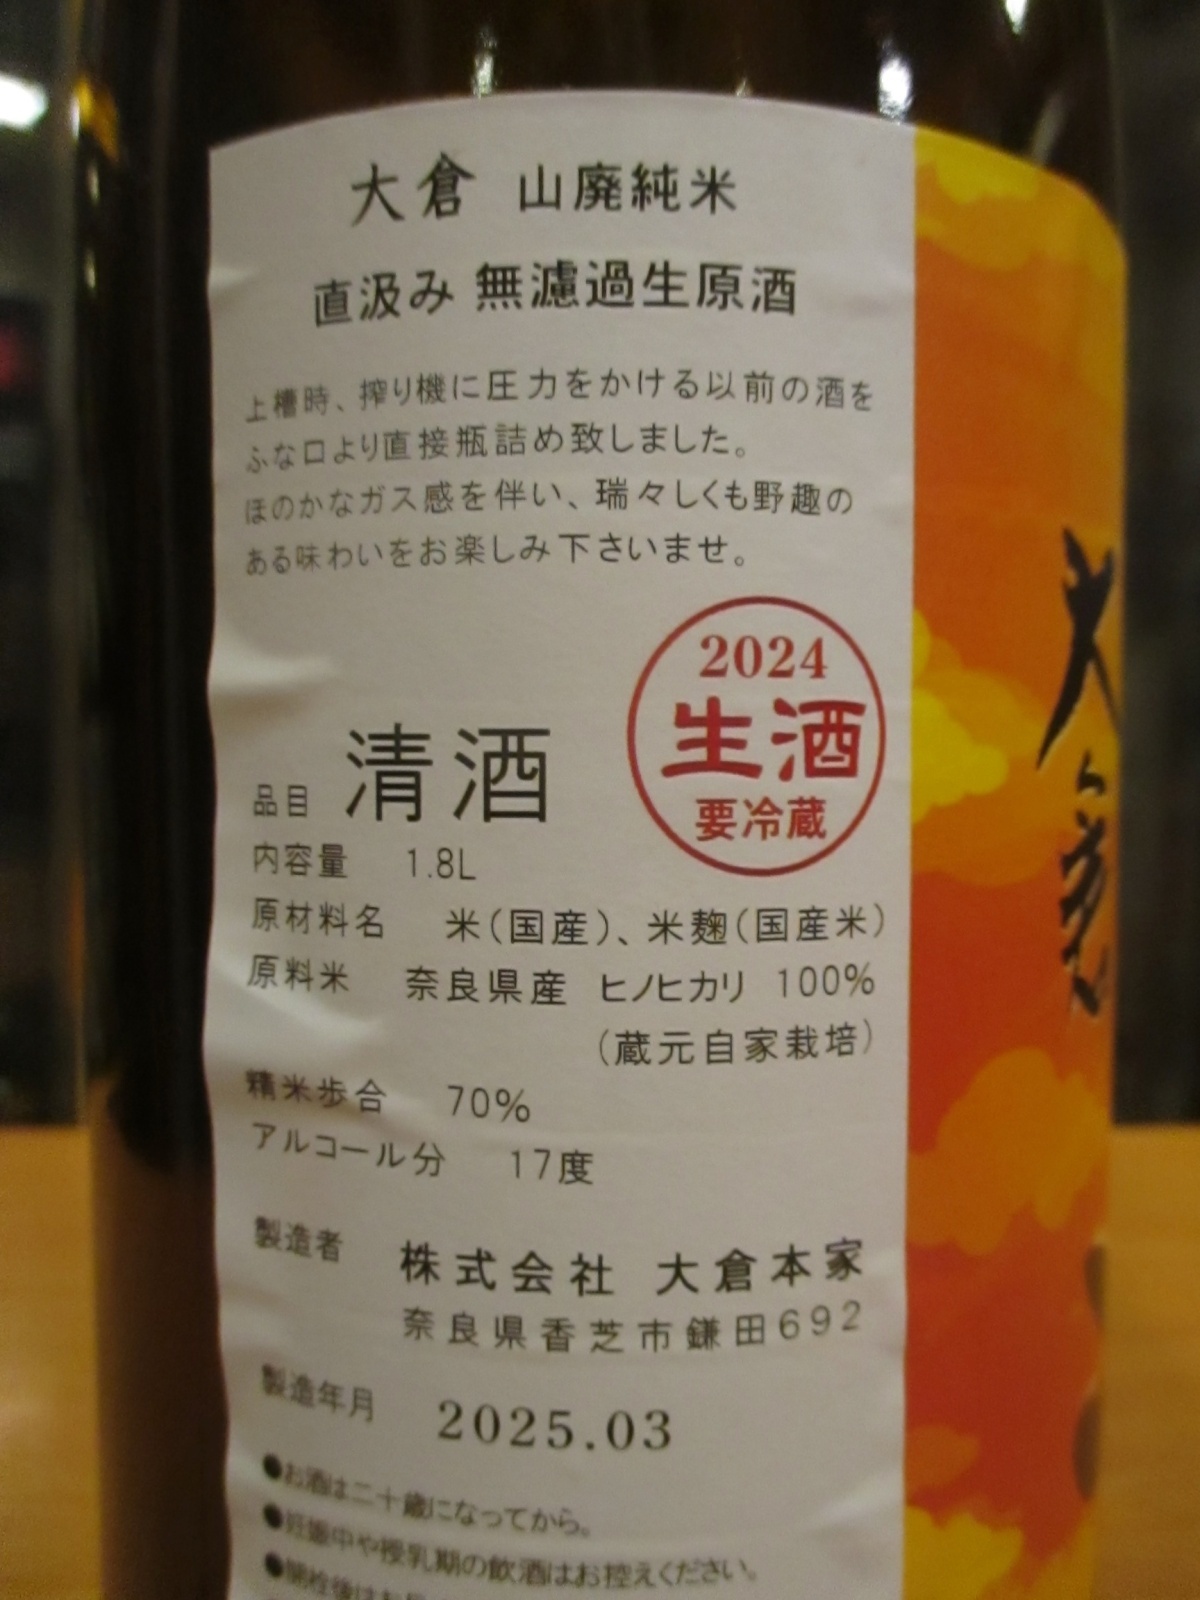 大倉 山廃純米
直汲み 無濾過生原酒
上槽時、搾り機に圧力をかける以前の酒を
ふな口より直接瓶詰め致しました。
ほのかなガス感を伴い、瑞々しくも野趣の
ある味わいをお楽しみ下さいませ。
2024
生酒
要冷蔵
品目 清酒
内容量 1.8L
原材料名 米(国産)、米麹(国産米)
原料米 奈良県産 ヒノヒカリ 100%
(蔵元自家栽培)
精米歩合 70%
アルコール分 17度
製造者 株式会社 大倉本家
奈良県香芝市鎌田692
製造年月 2025.03
●お酒は二十歳になってから。
●妊娠中や授乳期の飲酒はお控えください。
●開栓後はお
大倉